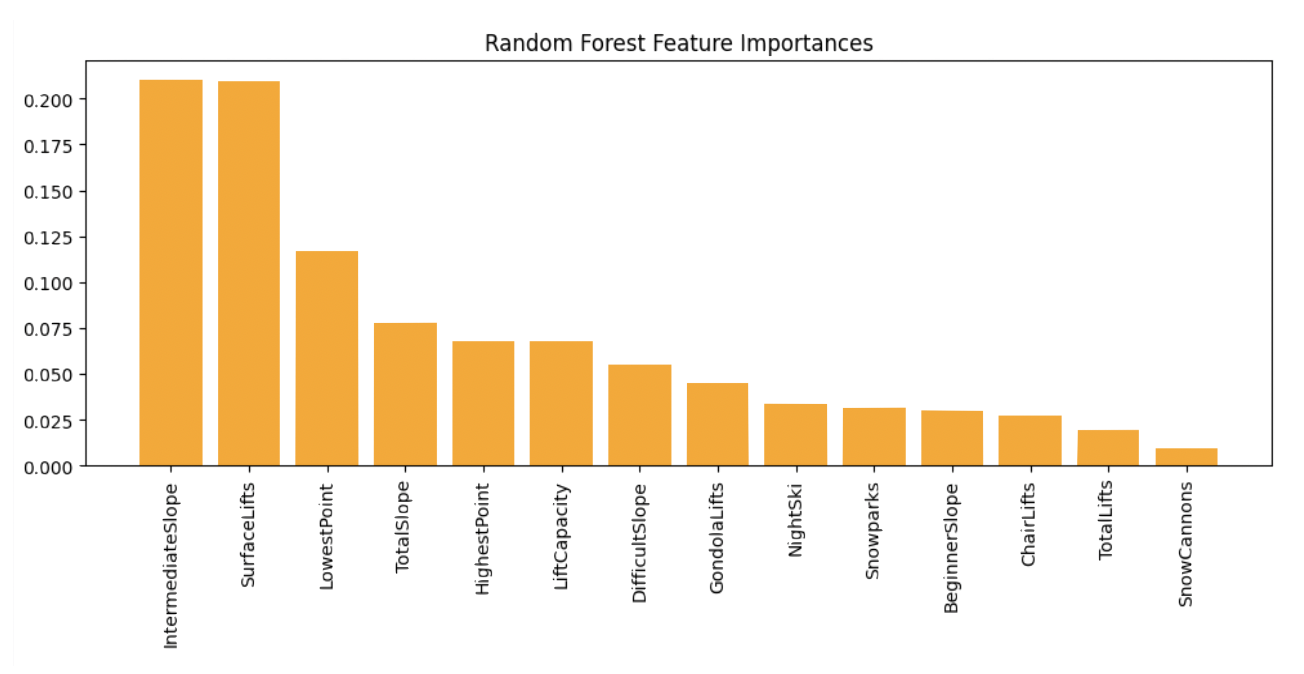 Random Forest Feature Importances
0.200
0.175
0.150
0.125
0.100
0.075
0.050
0.025
0.000
IntermediateSlope
SurfaceLifts
LowestPoint
TotalSlope
HighestPoint
LiftCapacity
DifficultSlope
GondolaLifts
NightSki
Snowparks
BeginnerSlope
ChairLifts
TotalLifts
SnowCannons